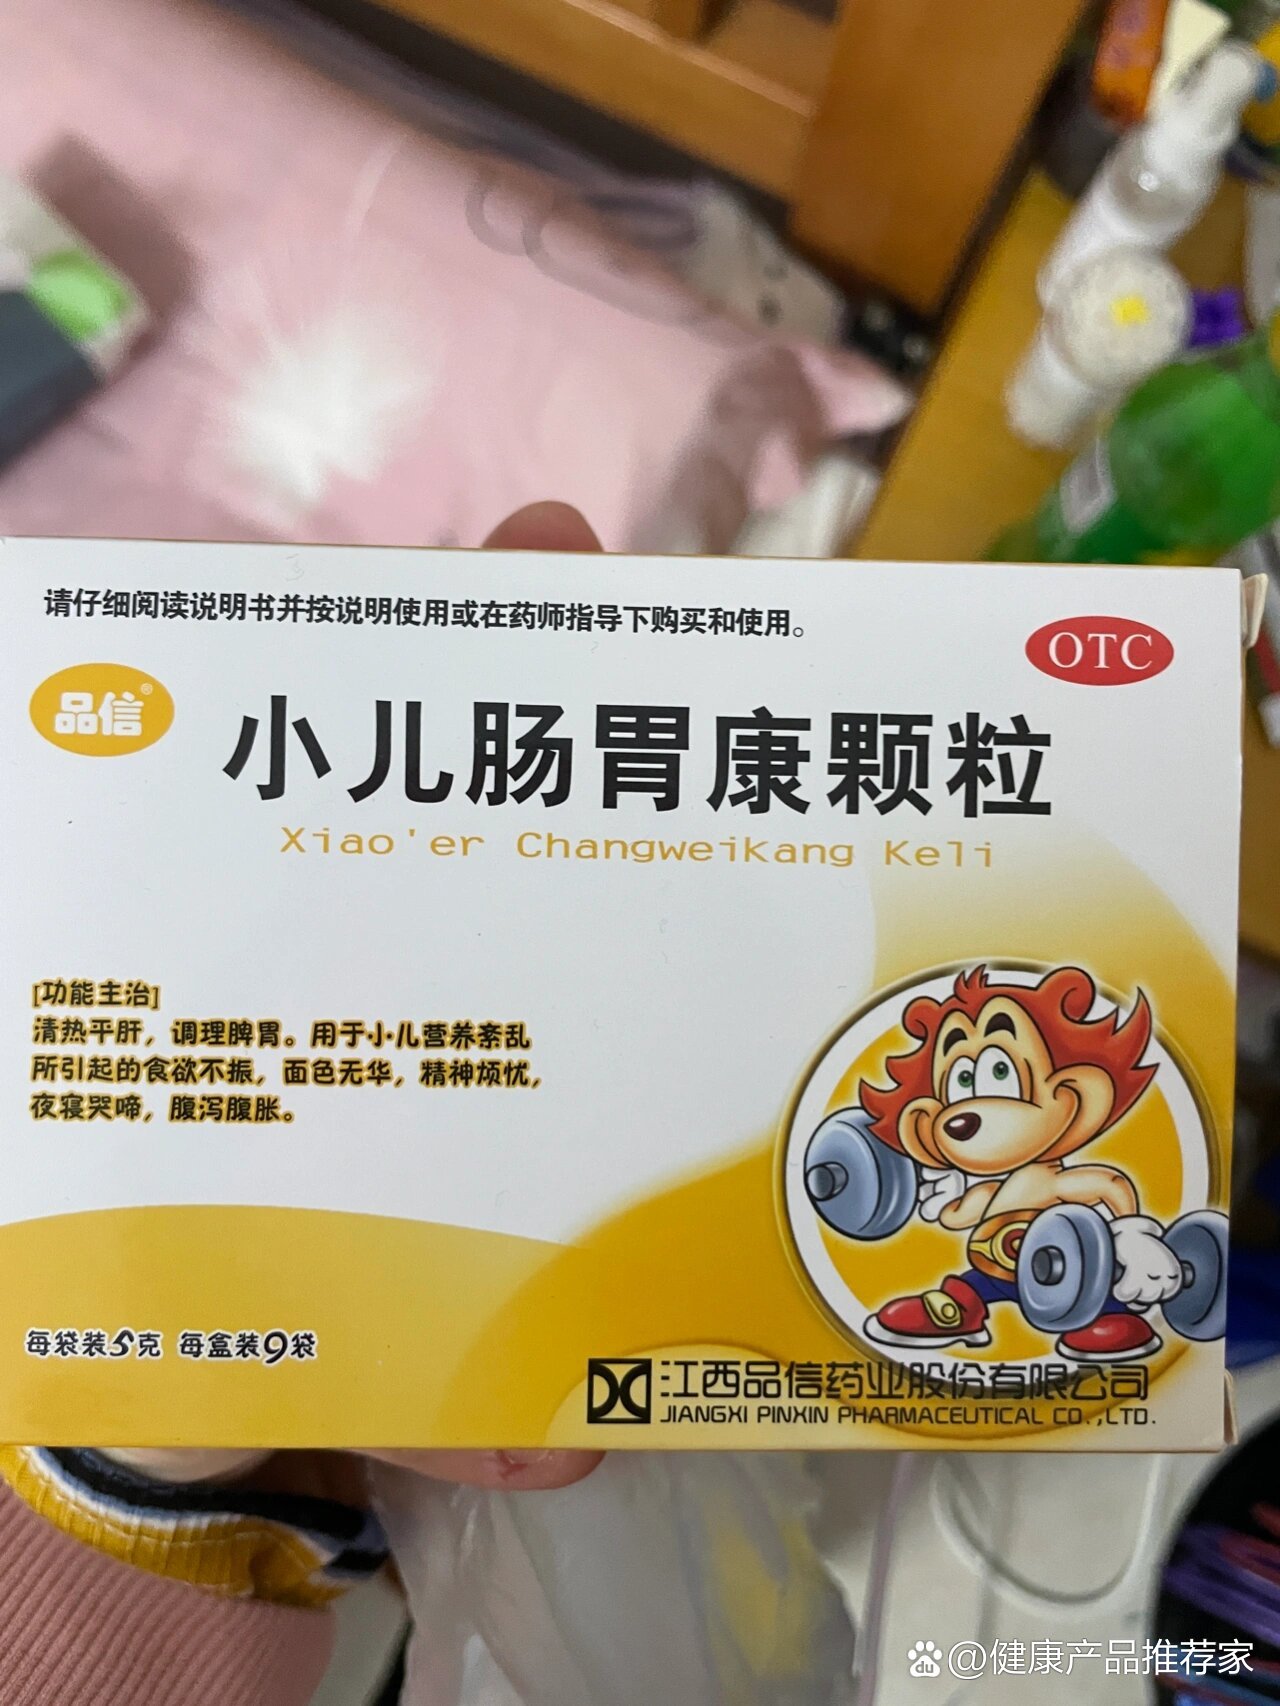 请仔细阅读说明书并按说明使用或在药师指导下购买和使用。
OTC
品信®
小儿肠胃康颗粒
Xiao'er Changweikang Keli
[功能主治]
清热平肝，调理脾胃。用于小儿营养紊乱
所引起的食欲不振，面色无华，精神烦忧，
夜寝哭啼，腹泻腹胀。
每袋装5克 每盒装9袋
江西品信药业股份有限公司
JIANGXI PINXIN PHARMACEUTICAL CO.,LTD.
du @健康产品推荐家